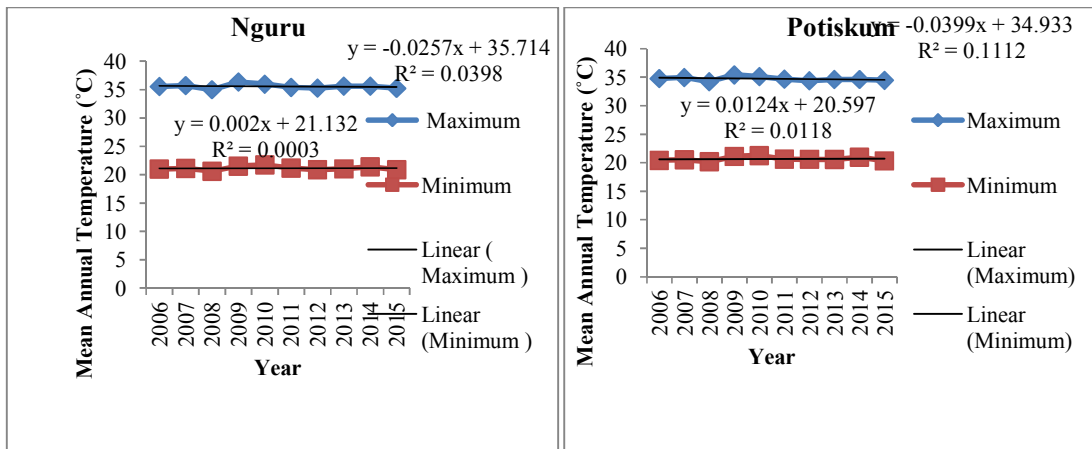 Nguru
y = -0.0257x + 35.714
R² = 0.0398
y = 0.002x + 21.132
R² = 0.0003
Mean Annual Temperature (˚C)
40
35
30
25
20
15
10
5
0
2006
2007
2008
2009
2010
2011
2012
2013
2014
2015
Year
Maximum
Minimum
Linear (
Maximum )
Linear
(Minimum )
Potiskum
y = -0.0399x + 34.933
R² = 0.1112
y = 0.0124x + 20.597
R² = 0.0118
Mean Annual Temperature (˚C)
40
35
30
25
20
15
10
5
0
2006
2007
2008
2009
2010
2011
2012
2013
2014
2015
Year
Maximum
Minimum
Linear
(Maximum)
Linear
(Minimum)